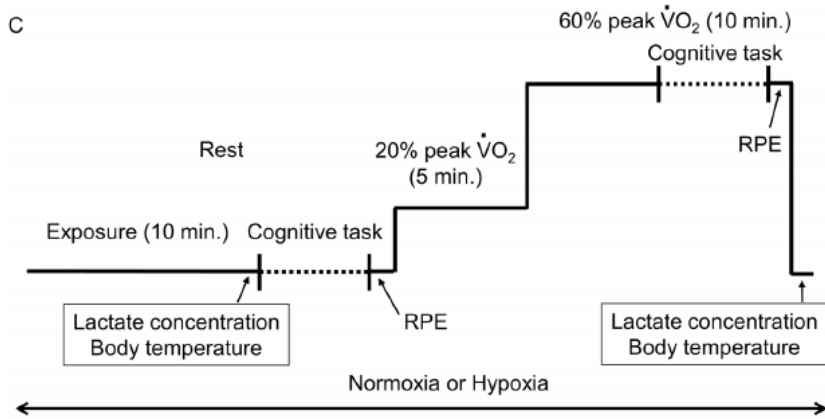 C
60% peak V̇O₂ (10 min.)
Cognitive task
RPE
Rest
20% peak V̇O₂
(5 min.)
Exposure (10 min.)
Cognitive task
RPE
Lactate concentration
Body temperature
Lactate concentration
Body temperature
Normoxia or Hypoxia